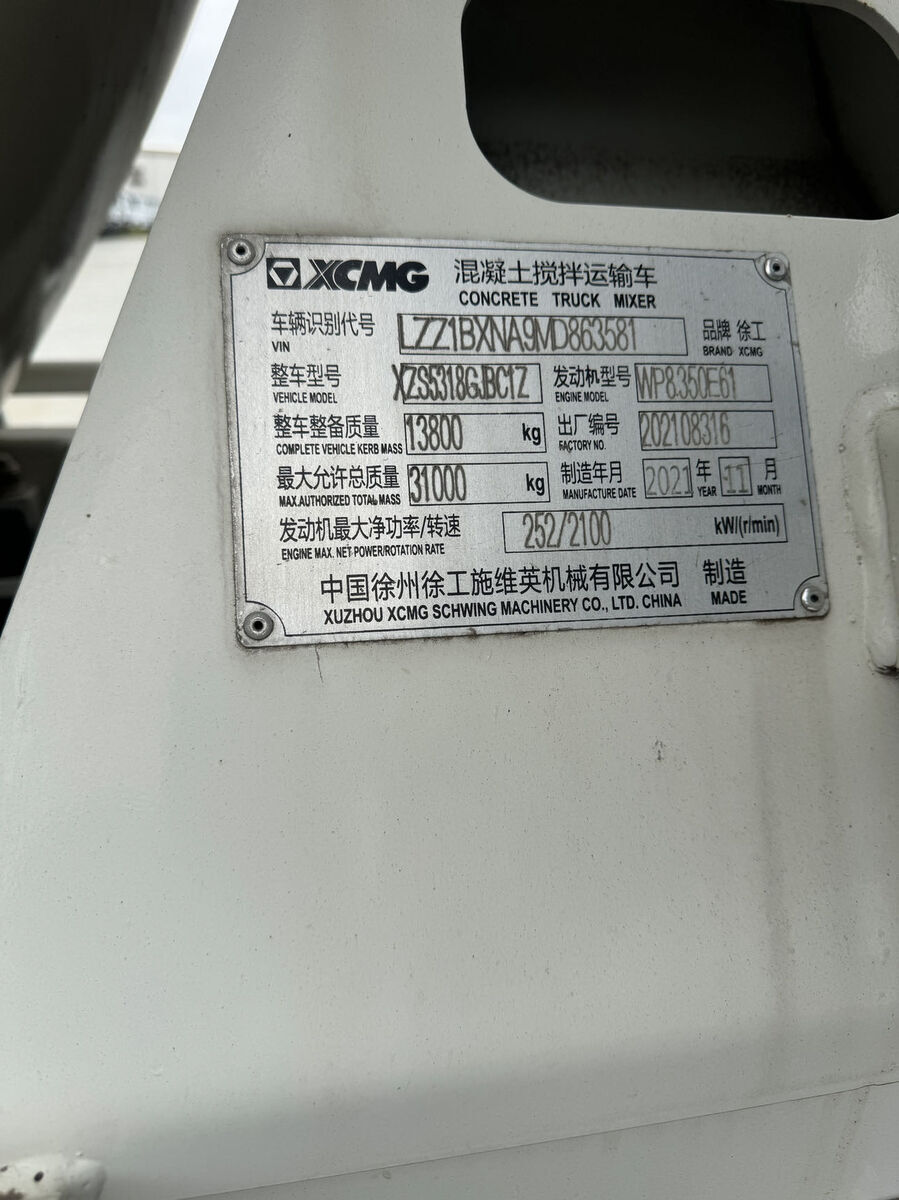 XCMG 混凝土搅拌运输车
CONCRETE TRUCK MIXER
车辆识别代号 LZZ1BXNA9MD863581 品牌 徐工
VIN BRAND XCMG
整车型号 XZS5318GJBC1Z 发动机型号 WP8.350E61
VEHICLE MODEL ENGINE MODEL
整车整备质量 13800 kg 出厂编号 202108316
COMPLETE VEHICLE KERB MASS FACTORY NO.
最大允许总质量 31000 kg 制造年月 2021 年 11 月
MAX.AUTHORIZED TOTAL MASS MANUFACTURE DATE YEAR MONTH
发动机最大净功率/转速 252/2100 kW/(r/min)
ENGINE MAX. NET POWER/ROTATION RATE
中国徐州徐工施维英机械有限公司 制造
XUZHOU XCMG SCHWING MACHINERY CO., LTD. CHINA MADE